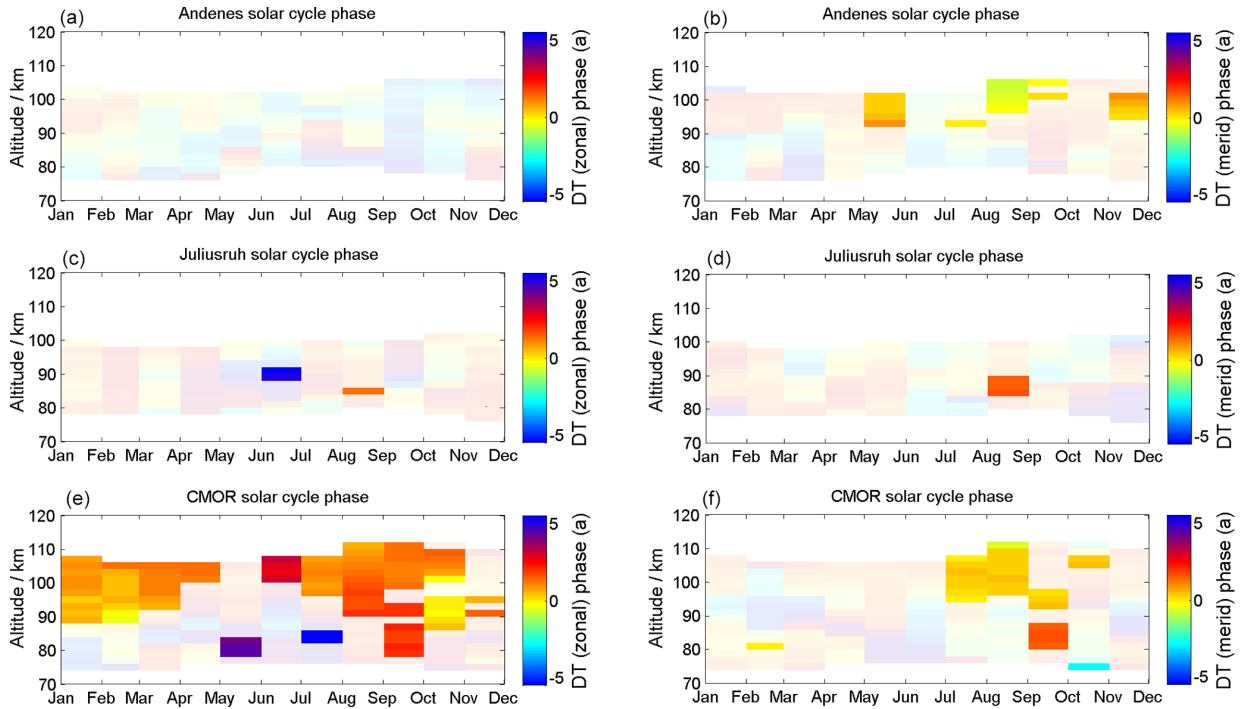 (a) Andenes solar cycle phase
120
110
100
90
80
70
Altitude / km
Jan Feb Mar Apr May Jun Jul Aug Sep Oct Nov Dec
5
0
-5
DT (zonal) phase (a)
(b) Andenes solar cycle phase
120
110
100
90
80
70
Altitude / km
Jan Feb Mar Apr May Jun Jul Aug Sep Oct Nov Dec
5
0
-5
DT (merid) phase (a)
(c) Juliusruh solar cycle phase
120
110
100
90
80
70
Altitude / km
Jan Feb Mar Apr May Jun Jul Aug Sep Oct Nov Dec
5
0
-5
DT (zonal) phase (a)
(d) Juliusruh solar cycle phase
120
110
100
90
80
70
Altitude / km
Jan Feb Mar Apr May Jun Jul Aug Sep Oct Nov Dec
5
0
-5
DT (merid) phase (a)
(e) CMOR solar cycle phase
120
110
100
90
80
70
Altitude / km
Jan Feb Mar Apr May Jun Jul Aug Sep Oct Nov Dec
5
0
-5
DT (zonal) phase (a)
(f) CMOR solar cycle phase
120
110
100
90
80
70
Altitude / km
Jan Feb Mar Apr May Jun Jul Aug Sep Oct Nov Dec
5
0
-5
DT (merid) phase (a)